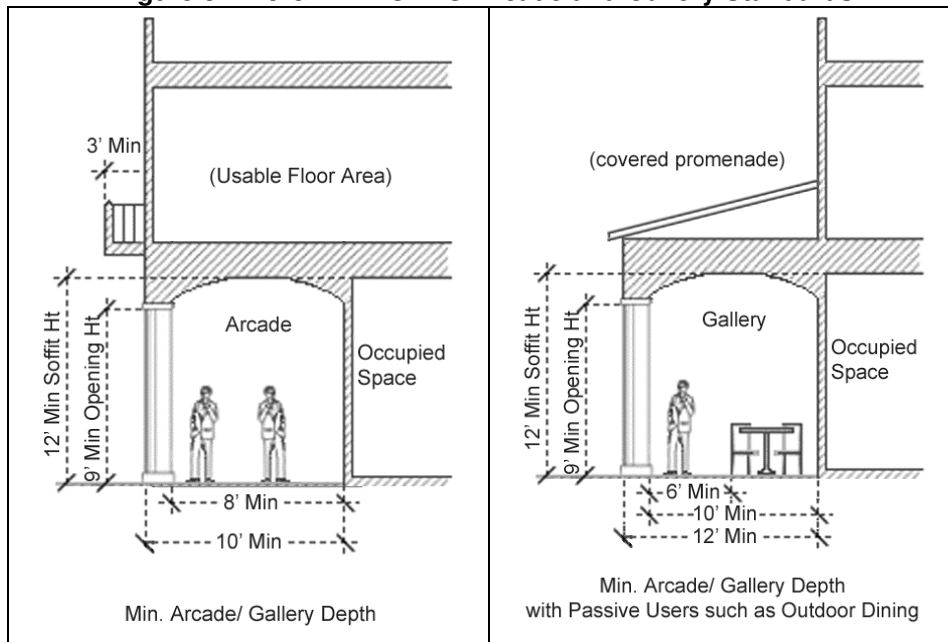 3’ Min
(Usable Floor Area)
12’ Min Soffit Ht
9’ Min Opening Ht
Arcade
Occupied
Space
8’ Min
10’ Min
Min. Arcade/ Gallery Depth
(covered promenade)
12’ Min Soffit Ht
9’ Min Opening Ht
Gallery
Occupied
Space
6’ Min
10’ Min
12’ Min
Min. Arcade/ Gallery Depth
with Passive Users such as Outdoor Dining